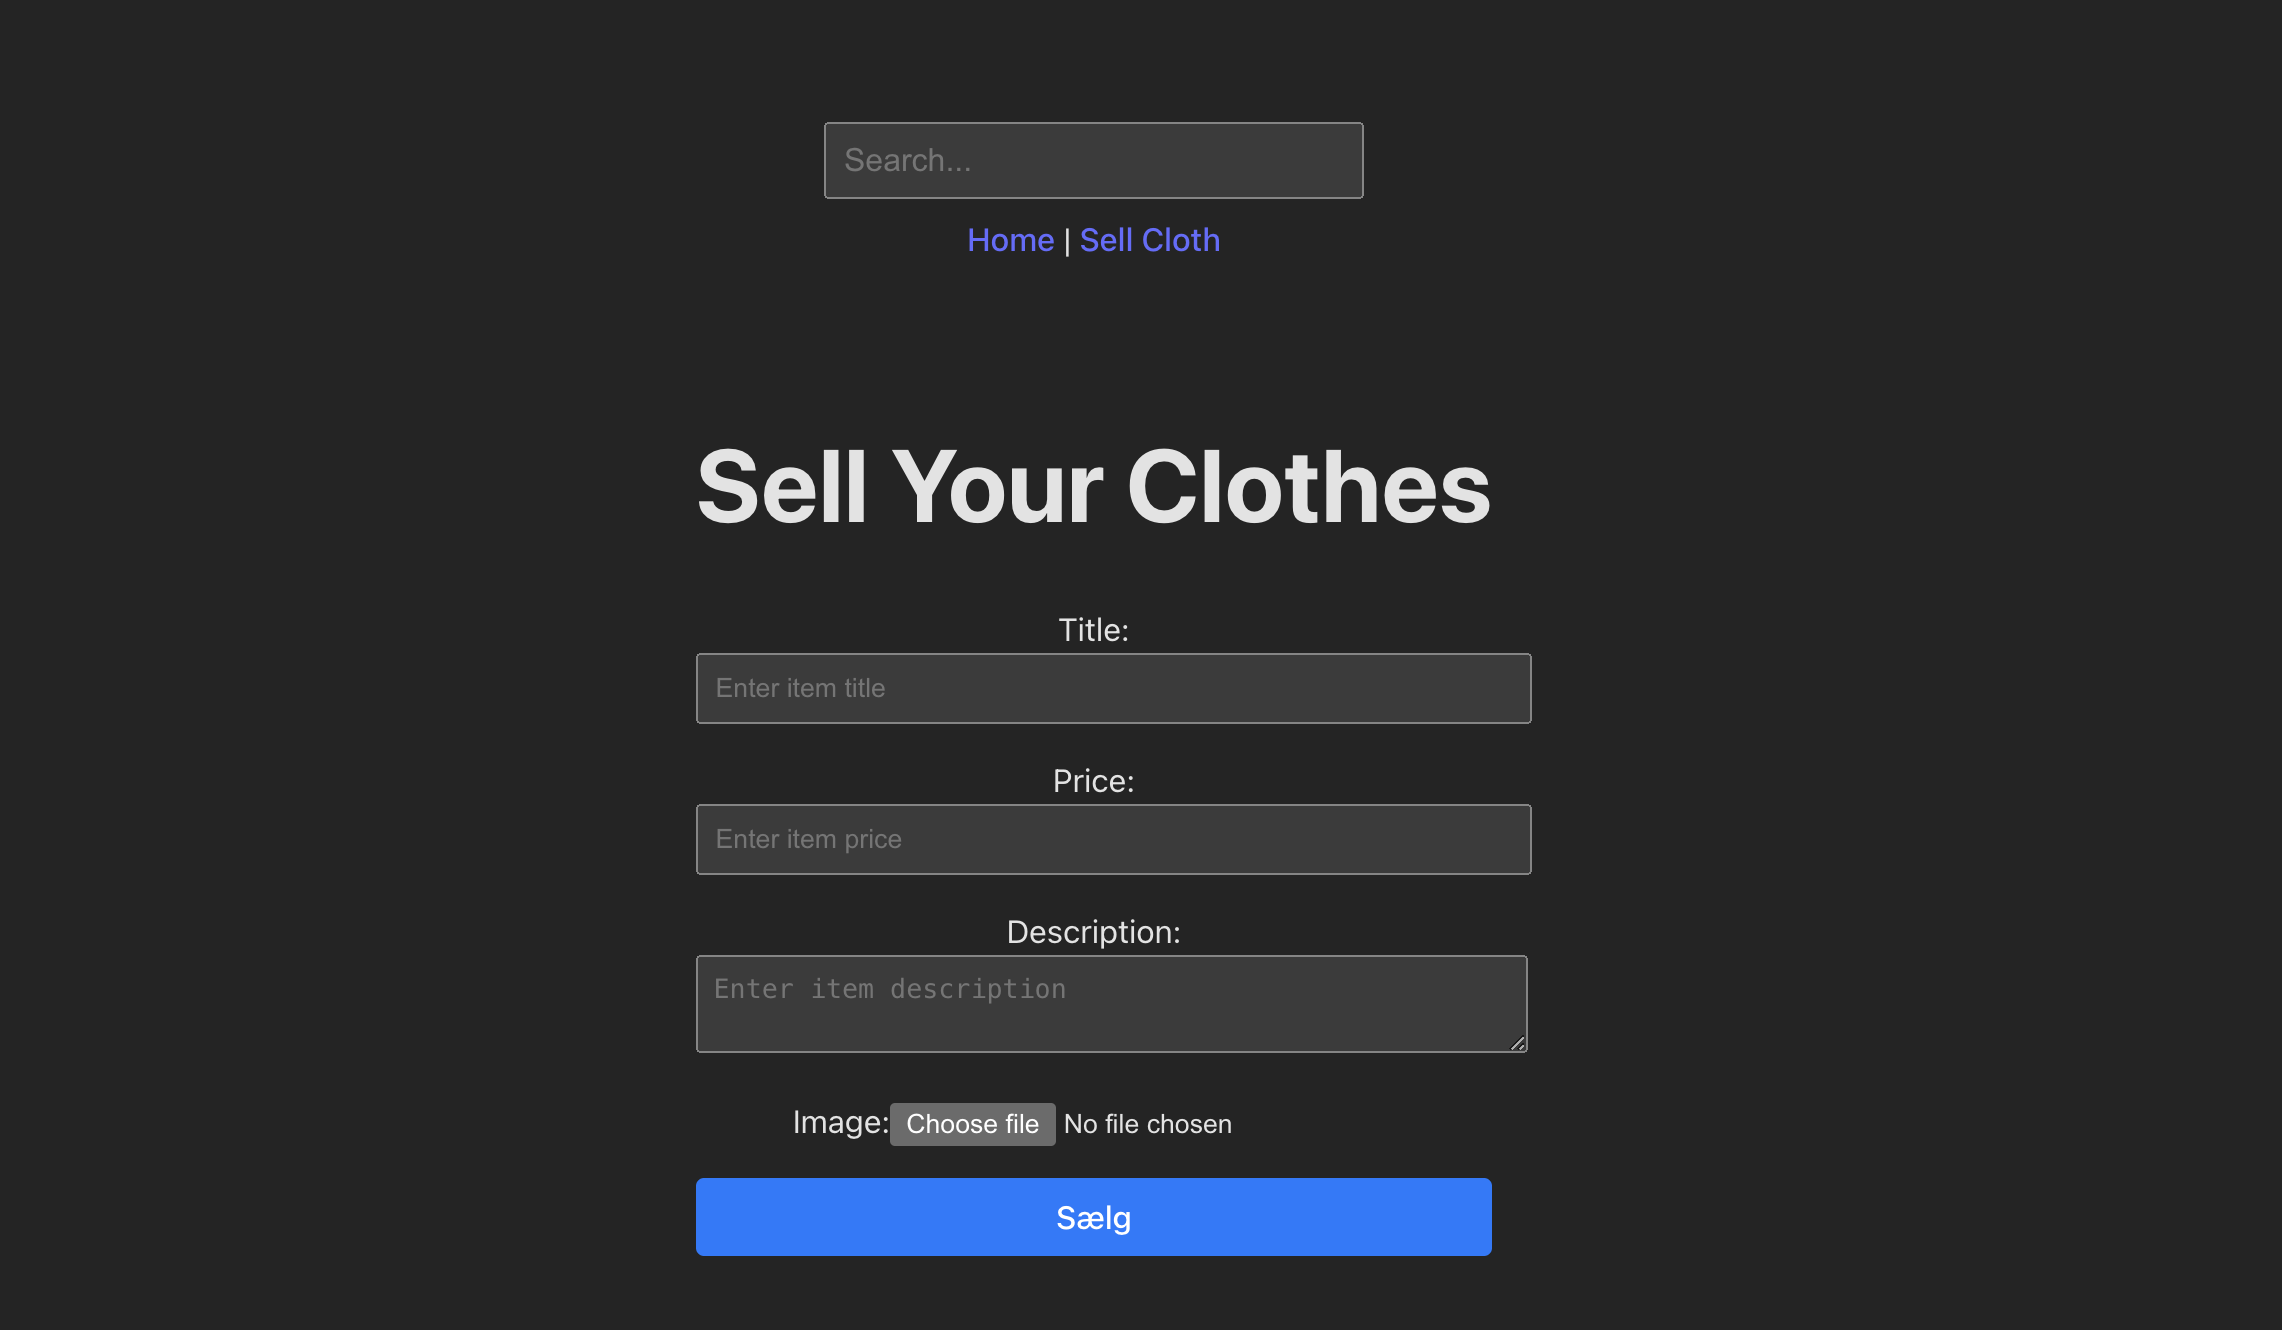 Search...
Home | Sell Cloth
Sell Your Clothes
Title:
Enter item title
Price:
Enter item price
Description:
Enter item description
Image: Choose file No file chosen
Sælg